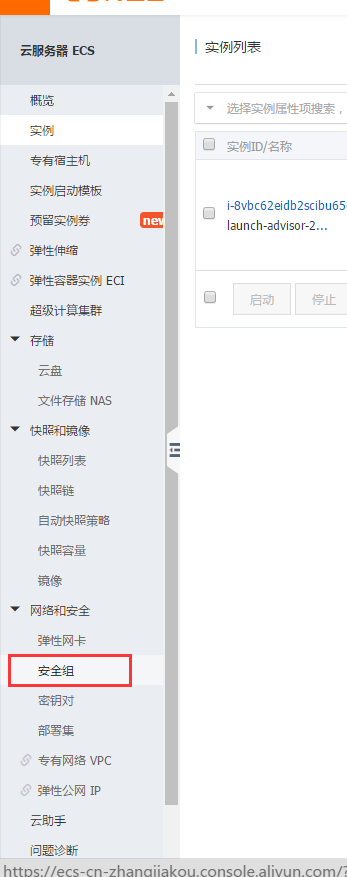 云服务器 ECS
概览
实例
专有宿主机
实例启动模板
预留实例券 new
弹性伸缩
弹性容器实例 ECI
超级计算集群
存储
云盘
文件存储 NAS
快照和镜像
快照列表
快照链
自动快照策略
快照容量
镜像
网络和安全
弹性网卡
安全组
密钥对
部署集
专有网络 VPC
弹性公网 IP
云助手
问题诊断
实例列表
选择实例属性项搜索，
实例ID/名称
i-8vbc62eidb2scibu65
launch-advisor-2...
启动 停止
https://ecs-cn-zhangjiakou.console.aliyun.com/?